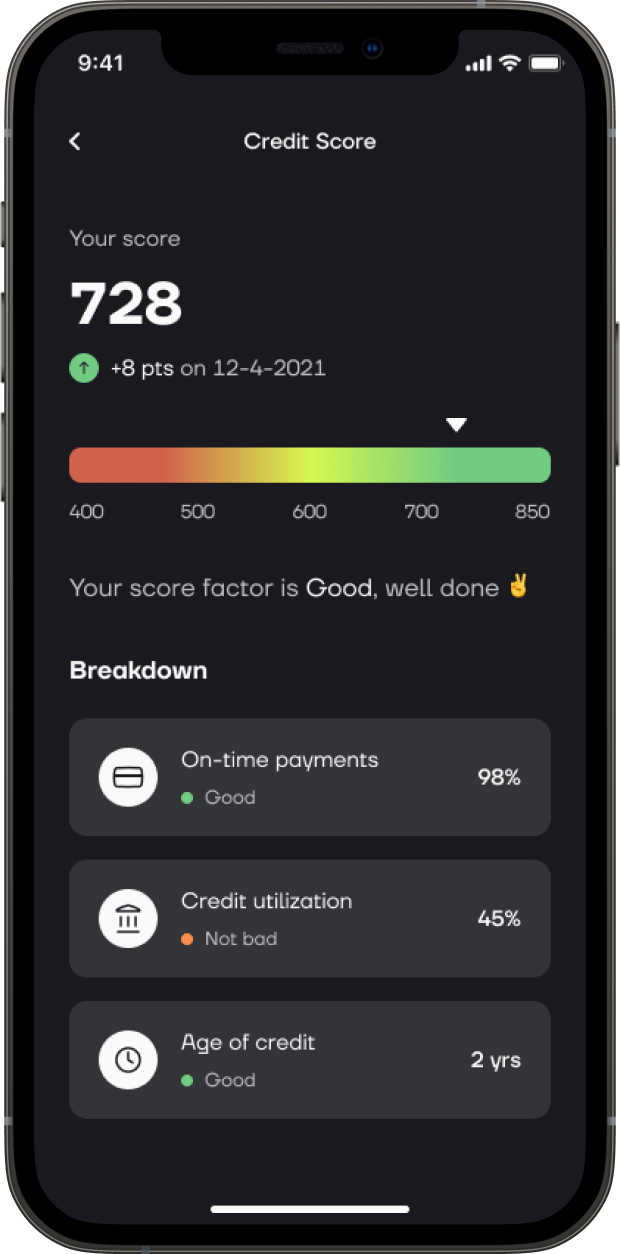 9:41
Credit Score
Your score
728
+8 pts on 12-4-2021
400 500 600 700 850
Your score factor is Good, well done ✌️
Breakdown
On-time payments
Good
98%
Credit utilization
Not bad
45%
Age of credit
Good
2 yrs